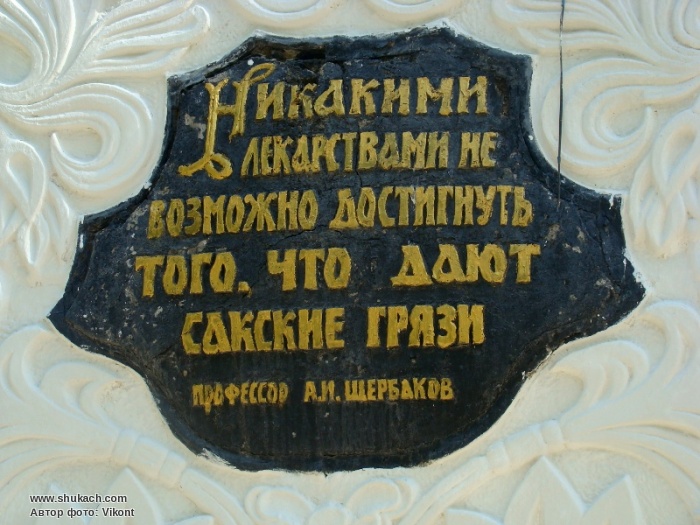 Никакими
лекарствами не
возможно достигнуть
того, что дают
сакские грязи
профессор А.И. Щербаков
www.shukach.com
Автор фото: Vikont